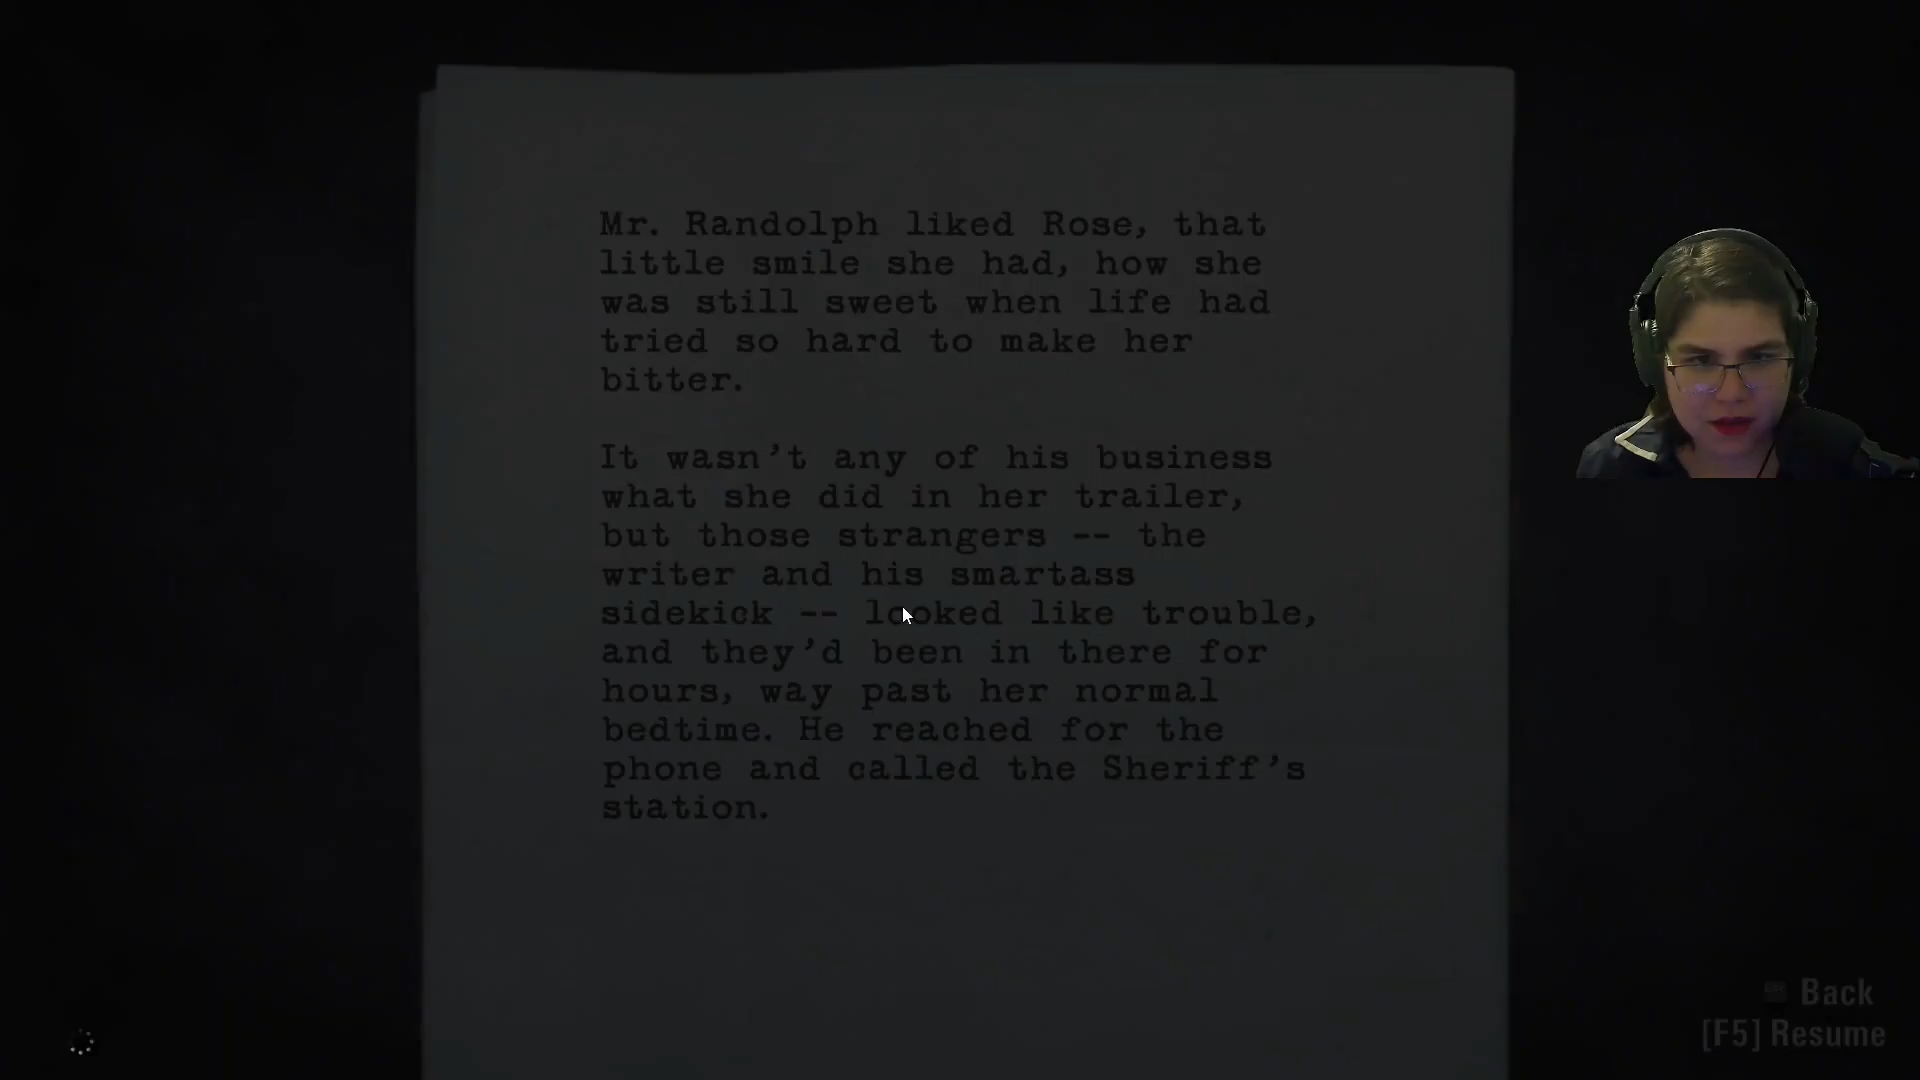 Mr. Randolph liked Rose, that
little smile she had, how she
was still sweet when life had
tried so hard to make her
bitter.
It wasn't any of his business
what she did in her trailer,
but those strangers -- the
writer and his smartass
sidekick -- looked like trouble,
and they'd been in there for
hours, way past her normal
bedtime. He reached for the
phone and called the Sheriff's
station.
Back
[F5] Resume